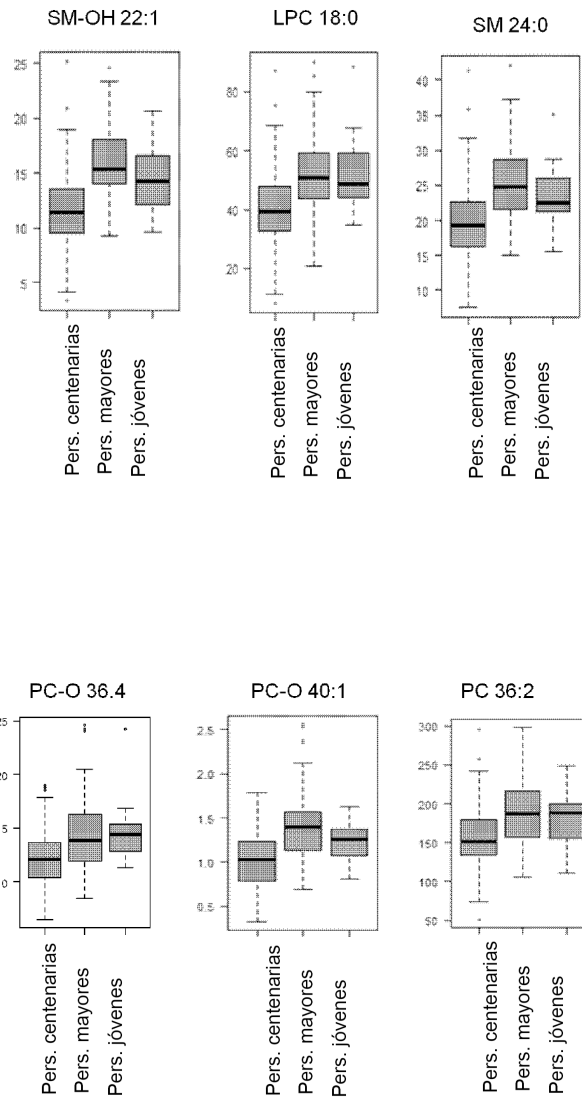 SM-OH 22:1
LPC 18:0
SM 24:0
25
20
15
10
5
80
60
40
20
40
35
30
25
20
15
10
Pers. centenarias
Pers. mayores
Pers. jóvenes
Pers. centenarias
Pers. mayores
Pers. jóvenes
Pers. centenarias
Pers. mayores
Pers. jóvenes
PC-O 36.4
PC-O 40:1
PC 36:2
25
20
5
0
2.5
2.0
1.5
1.0
0.5
300
250
200
150
100
50
Pers. centenarias
Pers. mayores
Pers. jóvenes
Pers. centenarias
Pers. mayores
Pers. jóvenes
Pers. centenarias
Pers. mayores
Pers. jóvenes